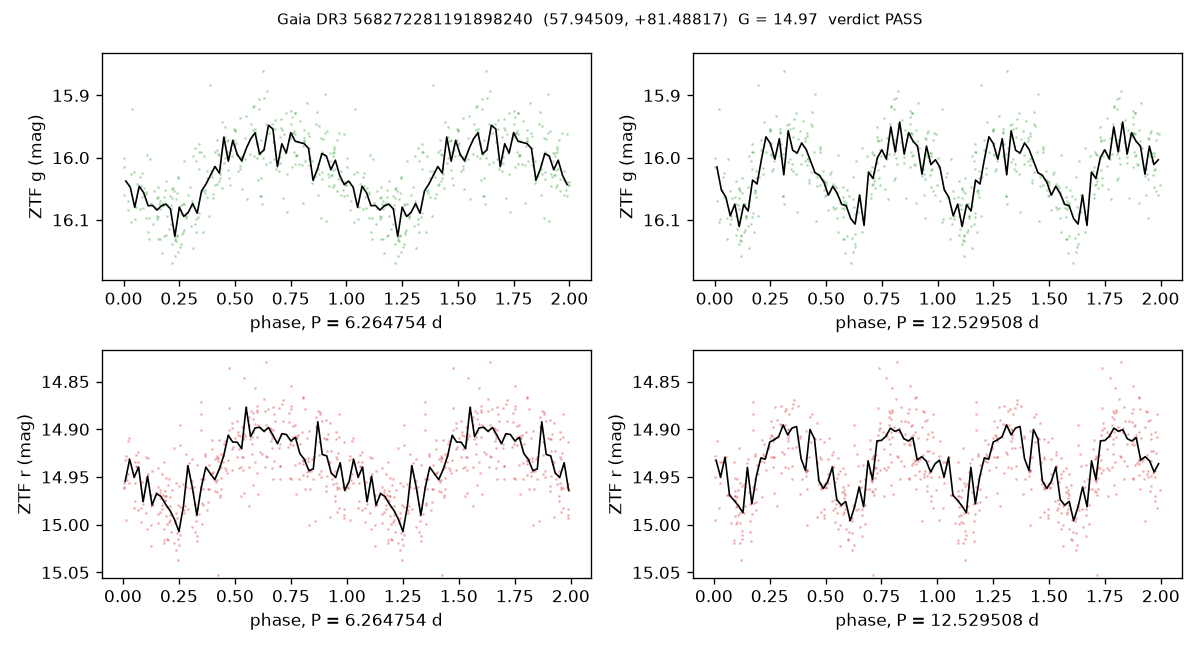 Gaia DR3 568272281191898240  (57.94509, +81.48817)  G = 14.97  verdict PASS
ZTF g (mag)
15.9
16.0
16.1
0.00 0.25 0.50 0.75 1.00 1.25 1.50 1.75 2.00
phase, P = 6.264754 d
ZTF g (mag)
15.9
16.0
16.1
0.00 0.25 0.50 0.75 1.00 1.25 1.50 1.75 2.00
phase, P = 12.529508 d
ZTF r (mag)
14.85
14.90
14.95
15.00
15.05
0.00 0.25 0.50 0.75 1.00 1.25 1.50 1.75 2.00
phase, P = 6.264754 d
ZTF r (mag)
14.85
14.90
14.95
15.00
15.05
0.00 0.25 0.50 0.75 1.00 1.25 1.50 1.75 2.00
phase, P = 12.529508 d